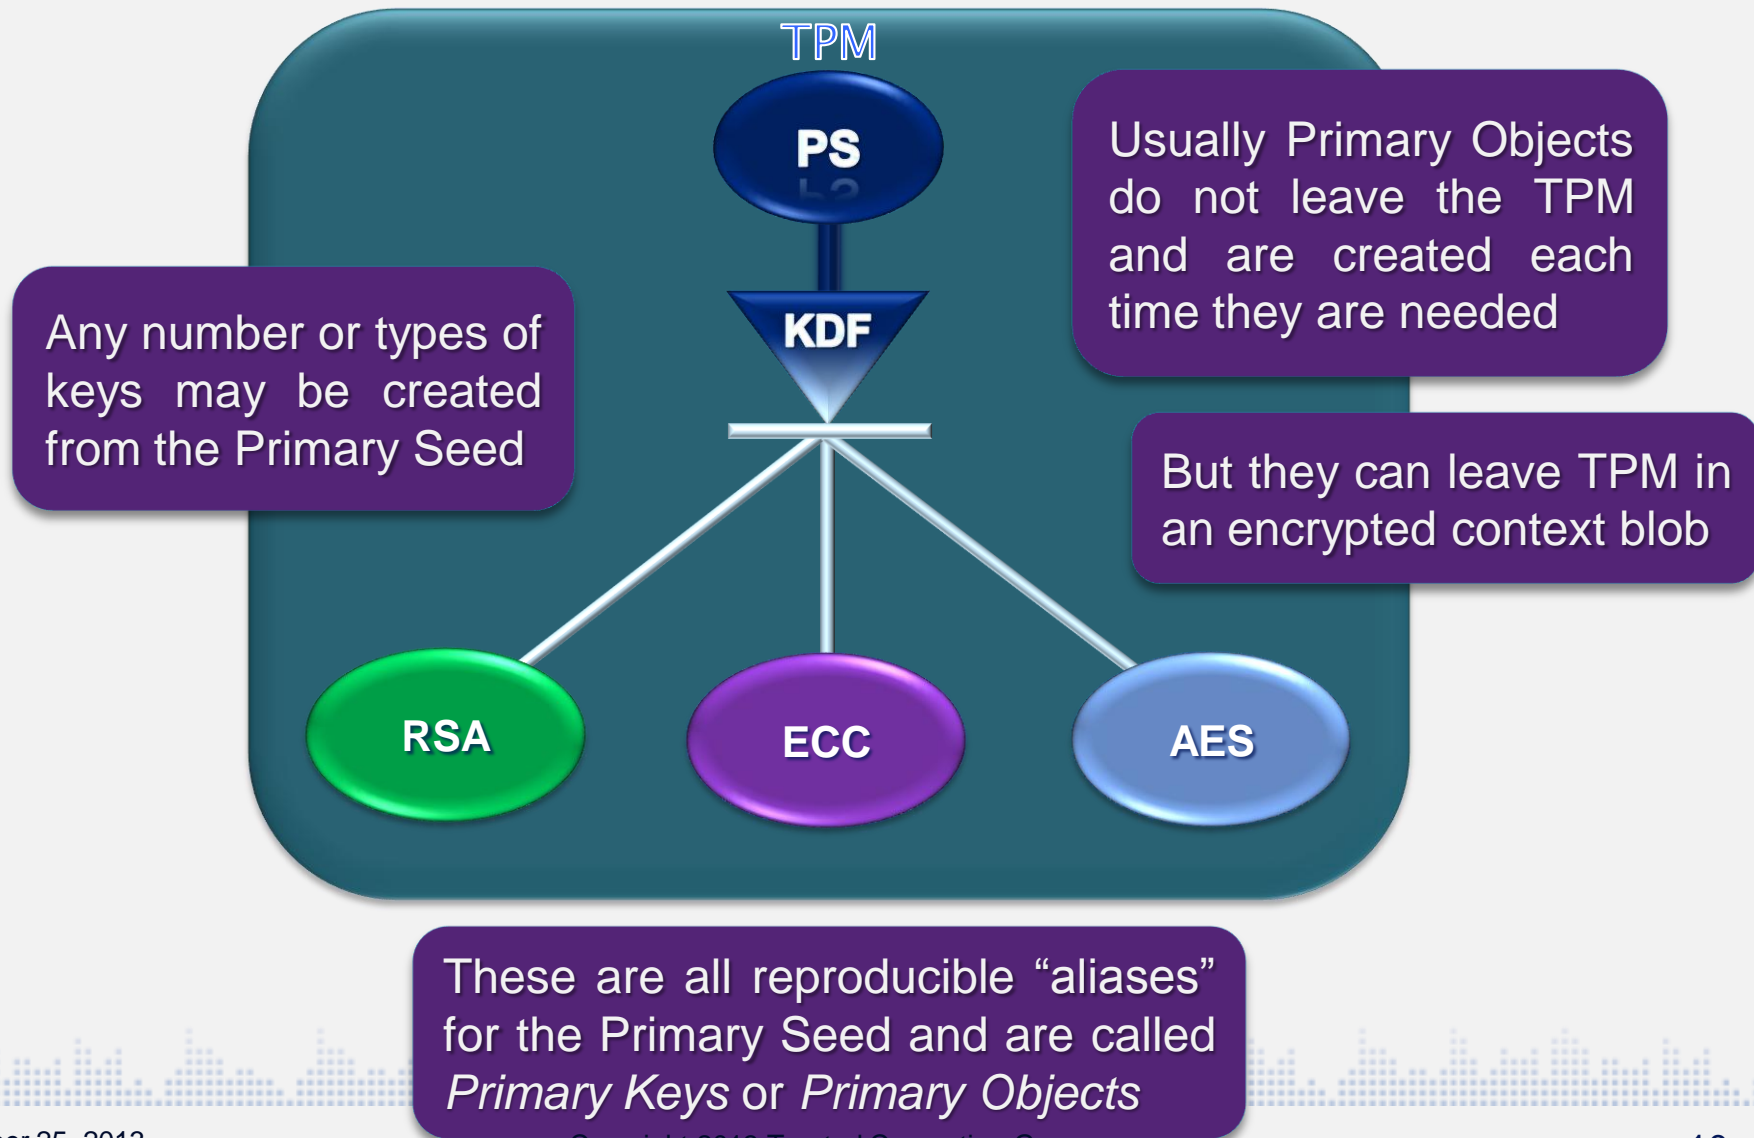 TPM
PS
Usually Primary Objects
do not leave the TPM
and are created each
time they are needed
KDF
Any number or types of
keys may be created
from the Primary Seed
But they can leave TPM in
an encrypted context blob
RSA
ECC
AES
These are all reproducible “aliases”
for the Primary Seed and are called
Primary Keys or Primary Objects
25, 2013